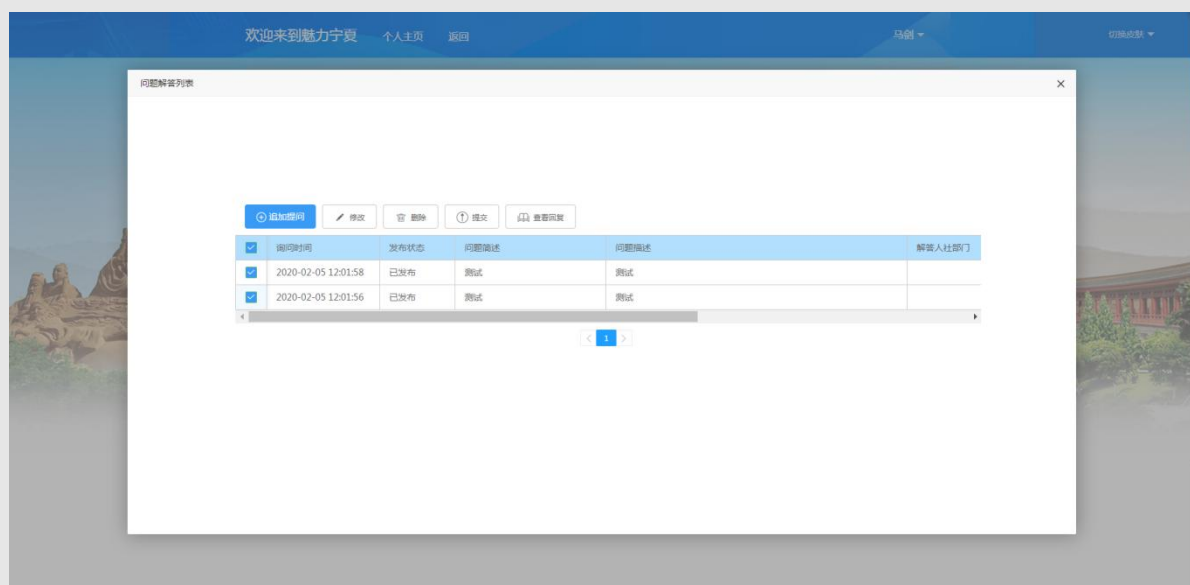 欢迎来到魅力宁夏 个人主页 返回 马剑 切换皮肤
问题解答列表 ×
追加提问 修改 删除 提交 查看回复
询问时间 发布状态 问题简述 问题描述 解答人社部门
2020-02-05 12:01:58 已发布 测试 测试
2020-02-05 12:01:56 已发布 测试 测试
< 1 >